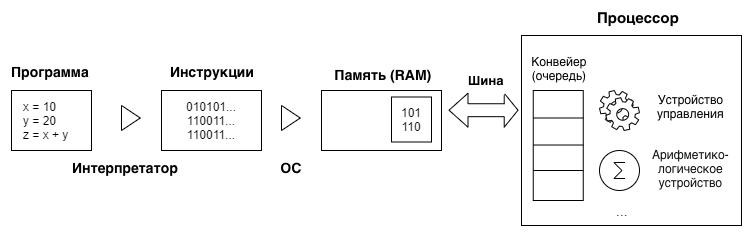 Процессор
Программа
Инструкции
Память (RAM)
Шина
Конвейер
(очередь)
x = 10
y = 20
z = x + y
010101...
110011...
110011...
101
110
Устройство
управления
Арифметико-
логическое
устройство
...
Интерпретатор
ОС
Σ